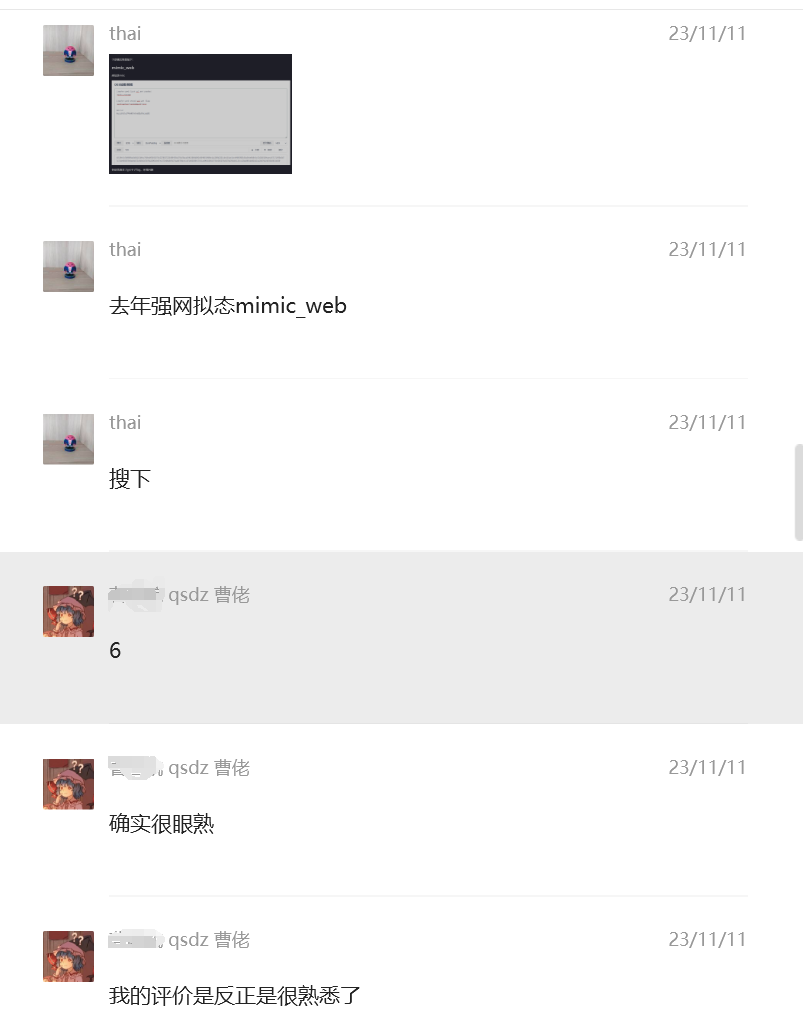 thai
23/11/11
mimic_web
thai
23/11/11
去年强网拟态mimic_web
thai
23/11/11
搜下
qsdz 曹佬
23/11/11
6
qsdz 曹佬
23/11/11
确实很眼熟
qsdz 曹佬
23/11/11
我的评价是反正是很熟悉了